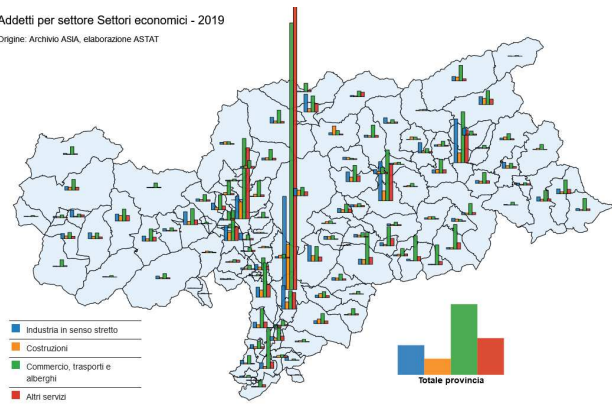 Addetti per settore Settori economici - 2019
Origine: Archivio ASIA, elaborazione ASTAT
Industria in senso stretto
Costruzioni
Commercio, trasporti e
alberghi
Altri servizi
Totale provincia